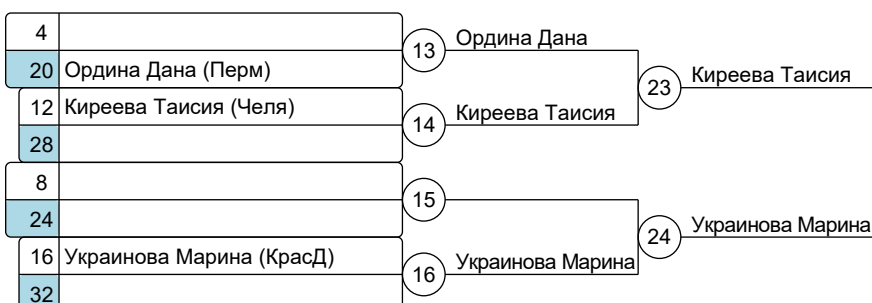 4
13 Ордина Дана
20 Ордина Дана (Перм)
23 Киреева Таисия
12 Киреева Таисия (Челя)
14 Киреева Таисия
28
8
15
24
24 Украинова Марина
16 Украинова Марина (КрасД)
16 Украинова Марина
32